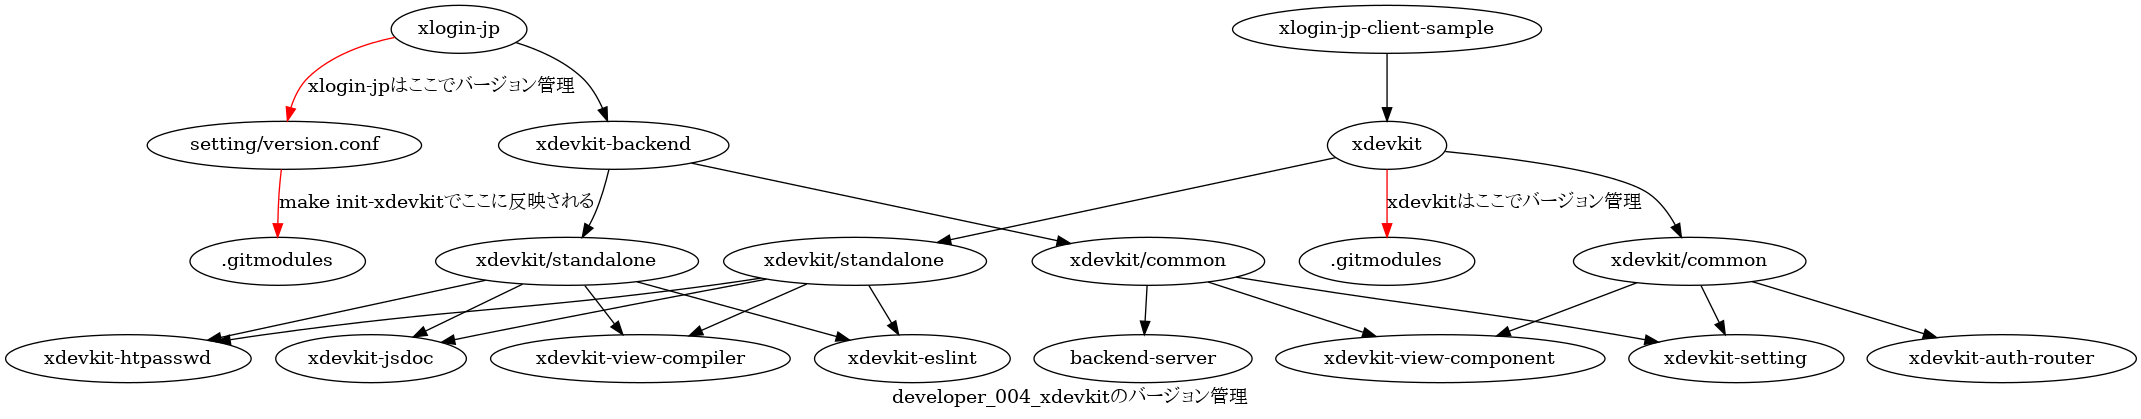 xlogin-jp
xlogin-jp-client-sample
xlogin-jpはここでバージョン管理
setting/version.conf
xdevkit-backend
xdevkit
make init-xdevkitでここに反映される
xdevkitはここでバージョン管理
.gitmodules
xdevkit/standalone
xdevkit/standalone
xdevkit/common
.gitmodules
xdevkit/common
xdevkit-htpasswd
xdevkit-jsdoc
xdevkit-view-compiler
xdevkit-eslint
backend-server
xdevkit-view-component
xdevkit-setting
xdevkit-auth-router
developer_004_xdevkitのバージョン管理